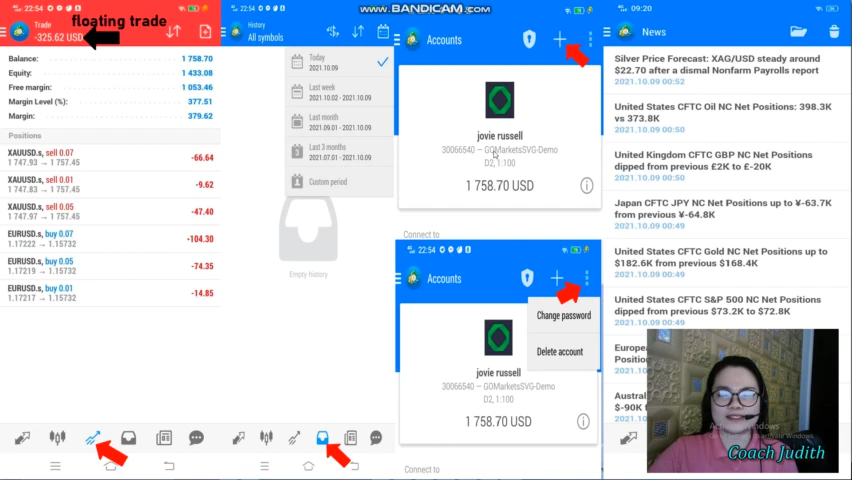 22:54
Trade
-325.62 USD
floating trade
Balance: 1 758.70
Equity: 1 433.08
Free margin: 1 053.46
Margin Level (%): 377.51
Margin: 379.62
Positions
XAUUSD.s, sell 0.07
1 747.93 → 1 757.45
-66.64
XAUUSD.s, sell 0.01
1 747.83 → 1 757.45
-9.62
XAUUSD.s, sell 0.05
1 747.97 → 1 757.45
-47.40
EURUSD.s, buy 0.07
1.17222 → 1.15732
-104.30
EURUSD.s, buy 0.05
1.17219 → 1.15732
-74.35
EURUSD.s, buy 0.01
1.17217 → 1.15732
-14.85
22:54
History
All symbols
Today
2021.10.09
Last week
2021.10.02 - 2021.10.09
Last month
2021.09.01 - 2021.10.09
Last 3 months
2021.07.01 - 2021.10.09
Custom period
Empty history
WWW.BANDICAM.COM
Accounts
jovie russell
30066540 — GOMarketsSVG-Demo
D2, 1:100
1 758.70 USD
Connect to
22:54
Accounts
Change password
Delete account
jovie russell
30066540 — GOMarketsSVG-Demo
D2, 1:100
1 758.70 USD
Connect to
09:20
News
Silver Price Forecast: XAG/USD steady around
$22.70 after a dismal Nonfarm Payrolls report
2021.10.09 00:52
United States CFTC Oil NC Net Positions: 398.3K
vs 373.8K
2021.10.09 00:50
United Kingdom CFTC GBP NC Net Positions
dipped from previous £2K to £-20K
2021.10.09 00:50
Japan CFTC JPY NC Net Positions up to ¥-63.7K
from previous ¥-64.8K
2021.10.09 00:49
United States CFTC Gold NC Net Positions up to
$182.6K from previous $168.4K
2021.10.09 00:49
United States CFTC S&P 500 NC Net Positions
dipped from previous $73.2K to $72.8K
2021.10.09 00:49
Europe
Positio
2021.10
Austral
$-90K f
2021.10
Activate Windows
Coach Judith